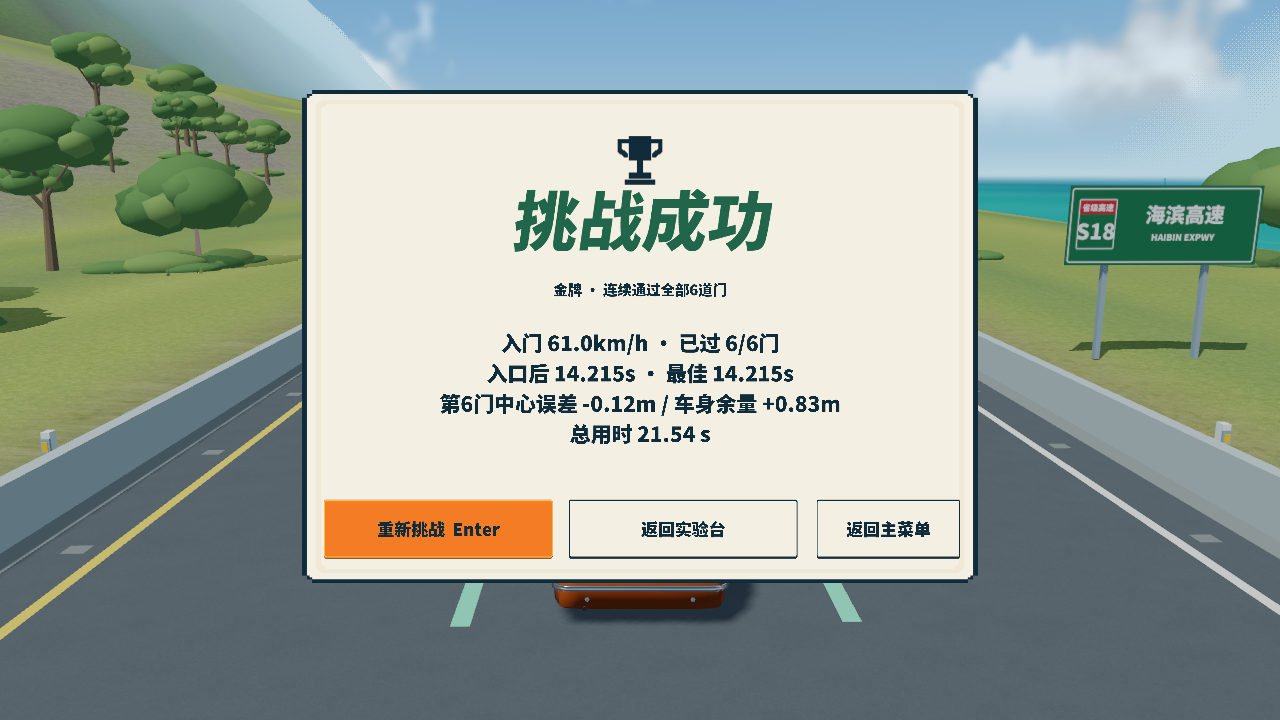 挑战成功
金牌 · 连续通过全部6道门
入门 61.0km/h · 已过 6/6门
入口后 14.215s · 最佳 14.215s
第6门中心误差 -0.12m / 车身余量 +0.83m
总用时 21.54 s
重新挑战 Enter
返回实验台
返回主菜单
省级高速
S18
海滨高速
HAIBIN EXPWY